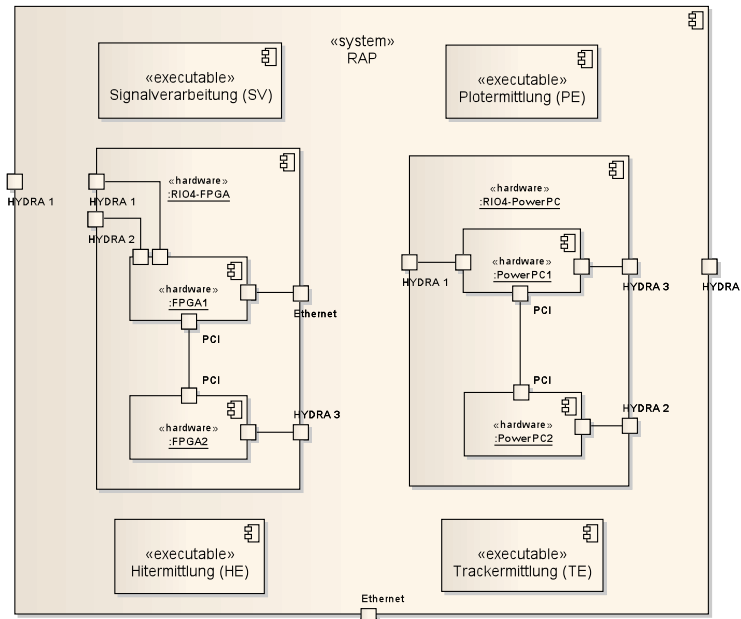 «system»
RAP
«executable»
Signalverarbeitung (SV)
«executable»
Plotermittlung (PE)
HYDRA 1
«hardware»
:RIO4-FPGA
HYDRA 1
HYDRA 2
«hardware»
:FPGA1
Ethernet
PCI
PCI
«hardware»
:FPGA2
HYDRA 3
«hardware»
:RIO4-PowerPC
HYDRA 1
«hardware»
:PowerPC1
HYDRA 3
PCI
PCI
«hardware»
:PowerPC2
HYDRA 2
HYDRA
«executable»
Hitermittlung (HE)
«executable»
Trackermittlung (TE)
Ethernet